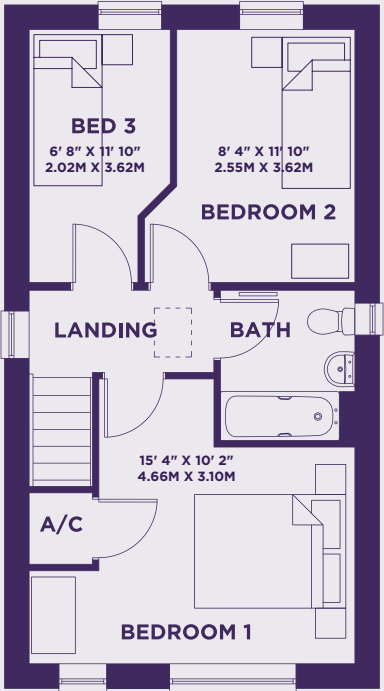 BED 3
6' 8" X 11' 10"
2.02M X 3.62M
8' 4" X 11' 10"
2.55M X 3.62M
BEDROOM 2
LANDING
BATH
15' 4" X 10' 2"
4.66M X 3.10M
A/C
BEDROOM 1